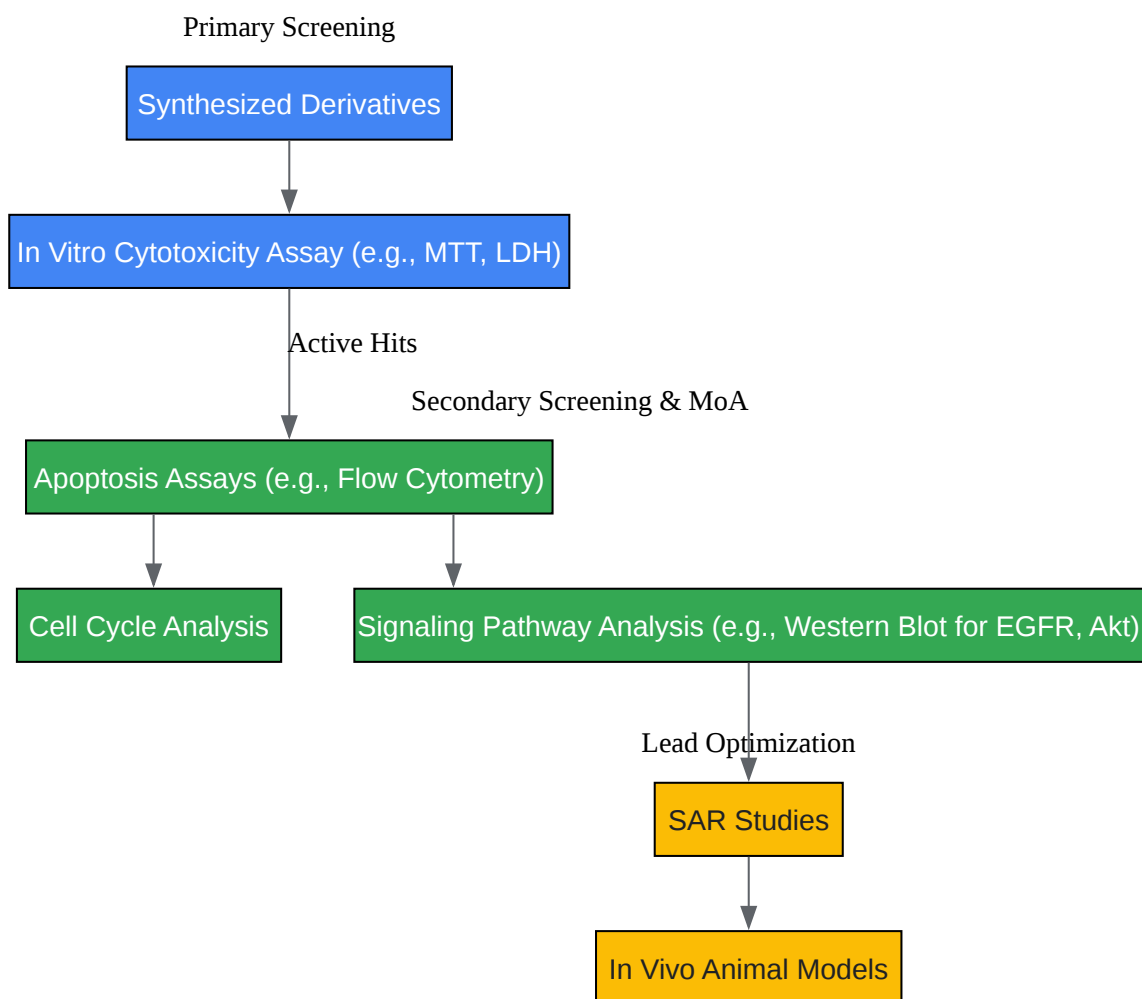 Primary Screening
Synthesized Derivatives
In Vitro Cytotoxicity Assay (e.g., MTT, LDH)
Active Hits
Secondary Screening & MoA
Apoptosis Assays (e.g., Flow Cytometry)
Cell Cycle Analysis
Signaling Pathway Analysis (e.g., Western Blot for EGFR, Akt)
Lead Optimization
SAR Studies
In Vivo Animal Models